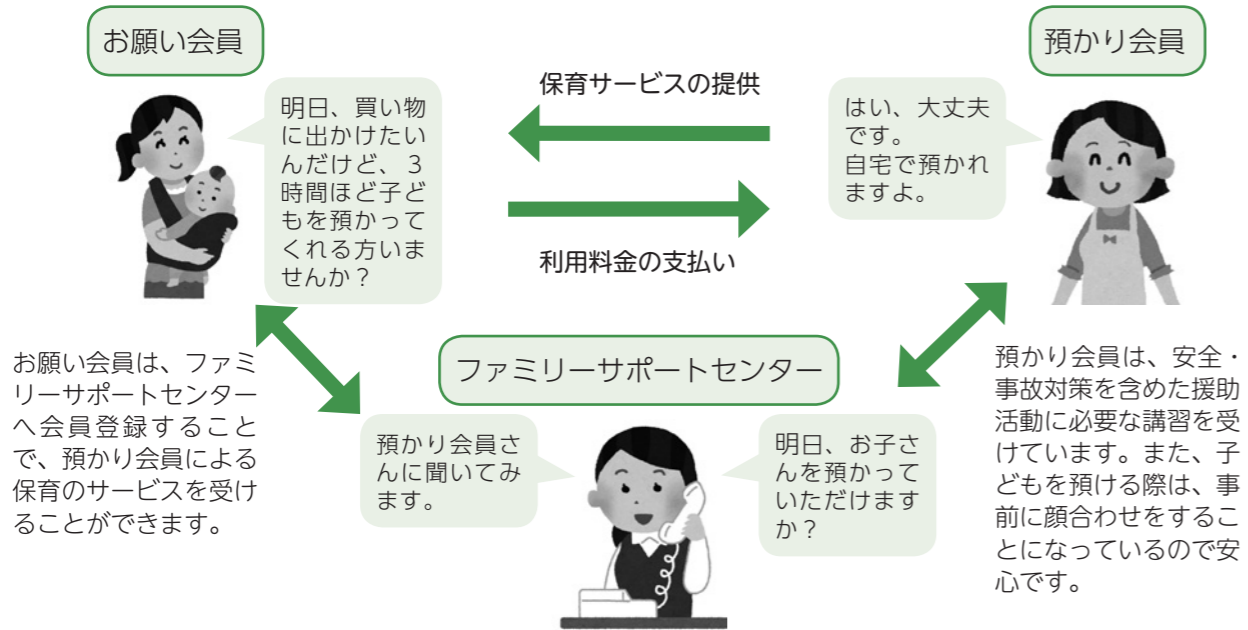 お願い会員
預かり会員
明日、買い物
に出かけたい
んだけど、３
時間ほど子ど
もを預かって
くれる方いま
せんか？
保育サービスの提供
はい、大丈夫
です。
自宅で預かれ
ますよ。
利用料金の支払い
お願い会員は、ファミ
リーサポートセンター
へ会員登録すること
で、預かり会員による
保育のサービスを受け
ることができます。
ファミリーサポートセンター
預かり会員さ
んに聞いてみ
ます。
明日、お子さ
んを預かって
いただけます
か？
預かり会員は、安全・
事故対策を含めた援助
活動に必要な講習を受
けています。また、子
どもを預ける際は、事
前に顔合わせをするこ
とになっているので安
心です。